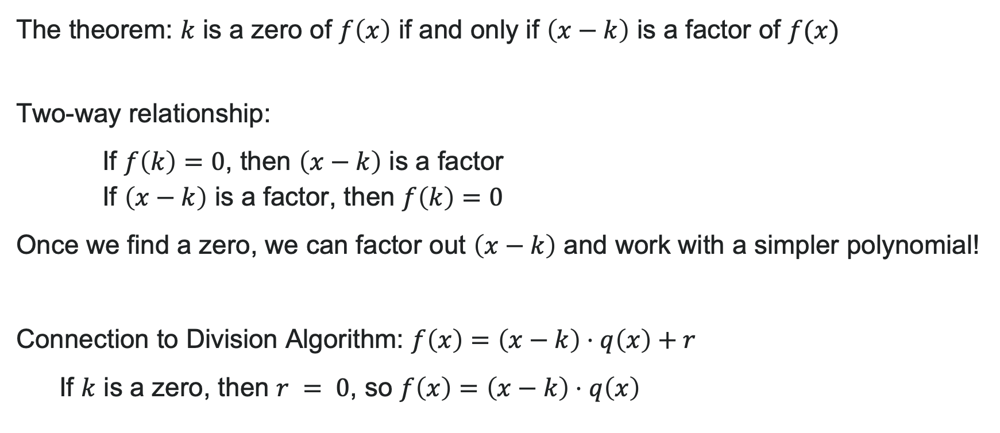 The theorem: k is a zero of f(x) if and only if (x − k) is a factor of f(x)
Two-way relationship:
If f(k) = 0, then (x − k) is a factor
If (x − k) is a factor, then f(k) = 0
Once we find a zero, we can factor out (x − k) and work with a simpler polynomial!
Connection to Division Algorithm: f(x) = (x − k) · q(x) + r
If k is a zero, then r = 0, so f(x) = (x − k) · q(x)